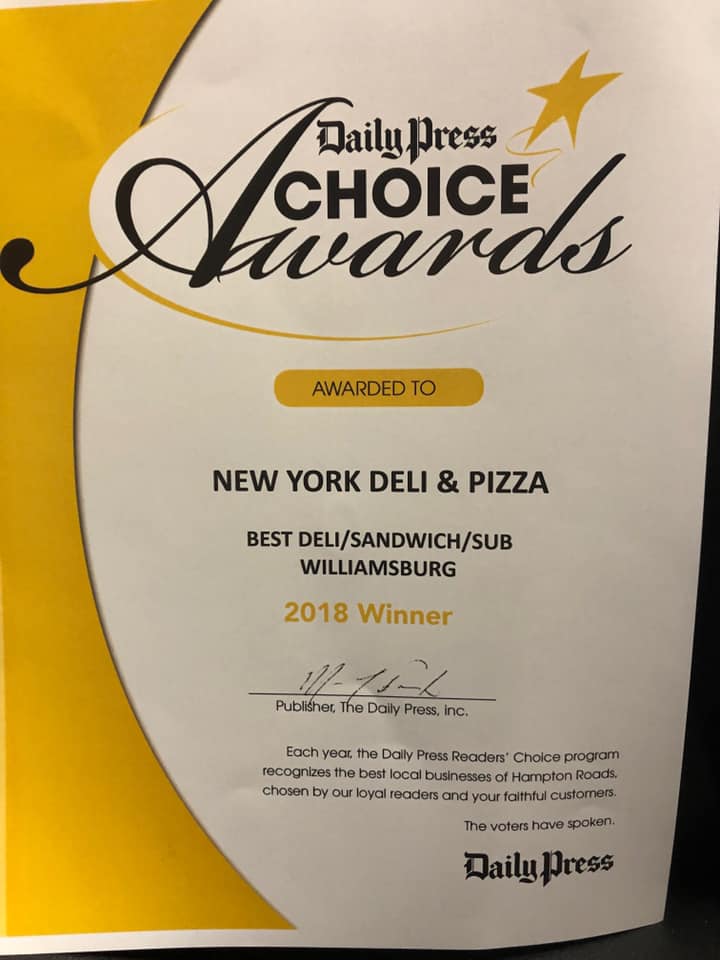 Daily Press
CHOICE
Awards
AWARDED TO
NEW YORK DELI & PIZZA
BEST DELI/SANDWICH/SUB
WILLIAMSBURG
2018 Winner
Publisher, The Daily Press, inc.
Each year, the Daily Press Readers' Choice program
recognizes the best local businesses of Hampton Roads,
chosen by our loyal readers and your faithful customers.
The voters have spoken.
Daily Press